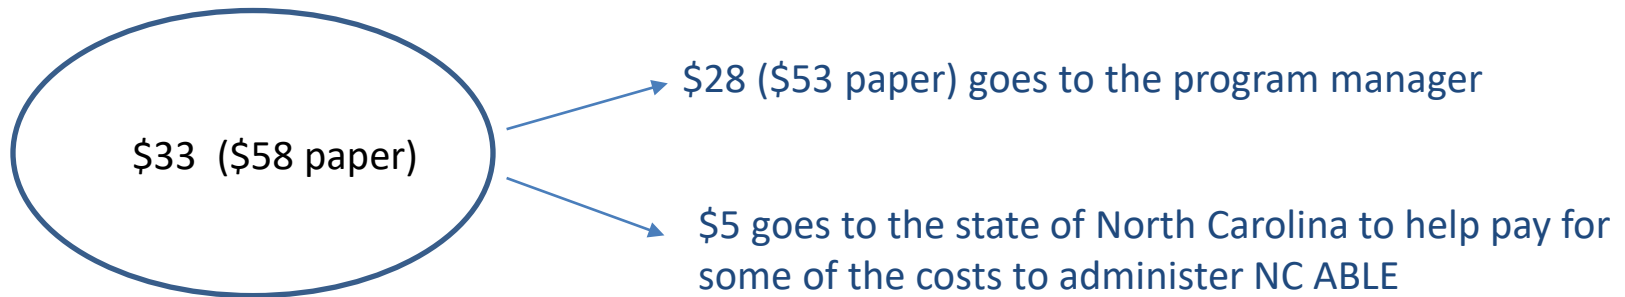 $33  ($58 paper)
$28 ($53 paper) goes to the program manager
$5 goes to the state of North Carolina to help pay for
some of the costs to administer NC ABLE